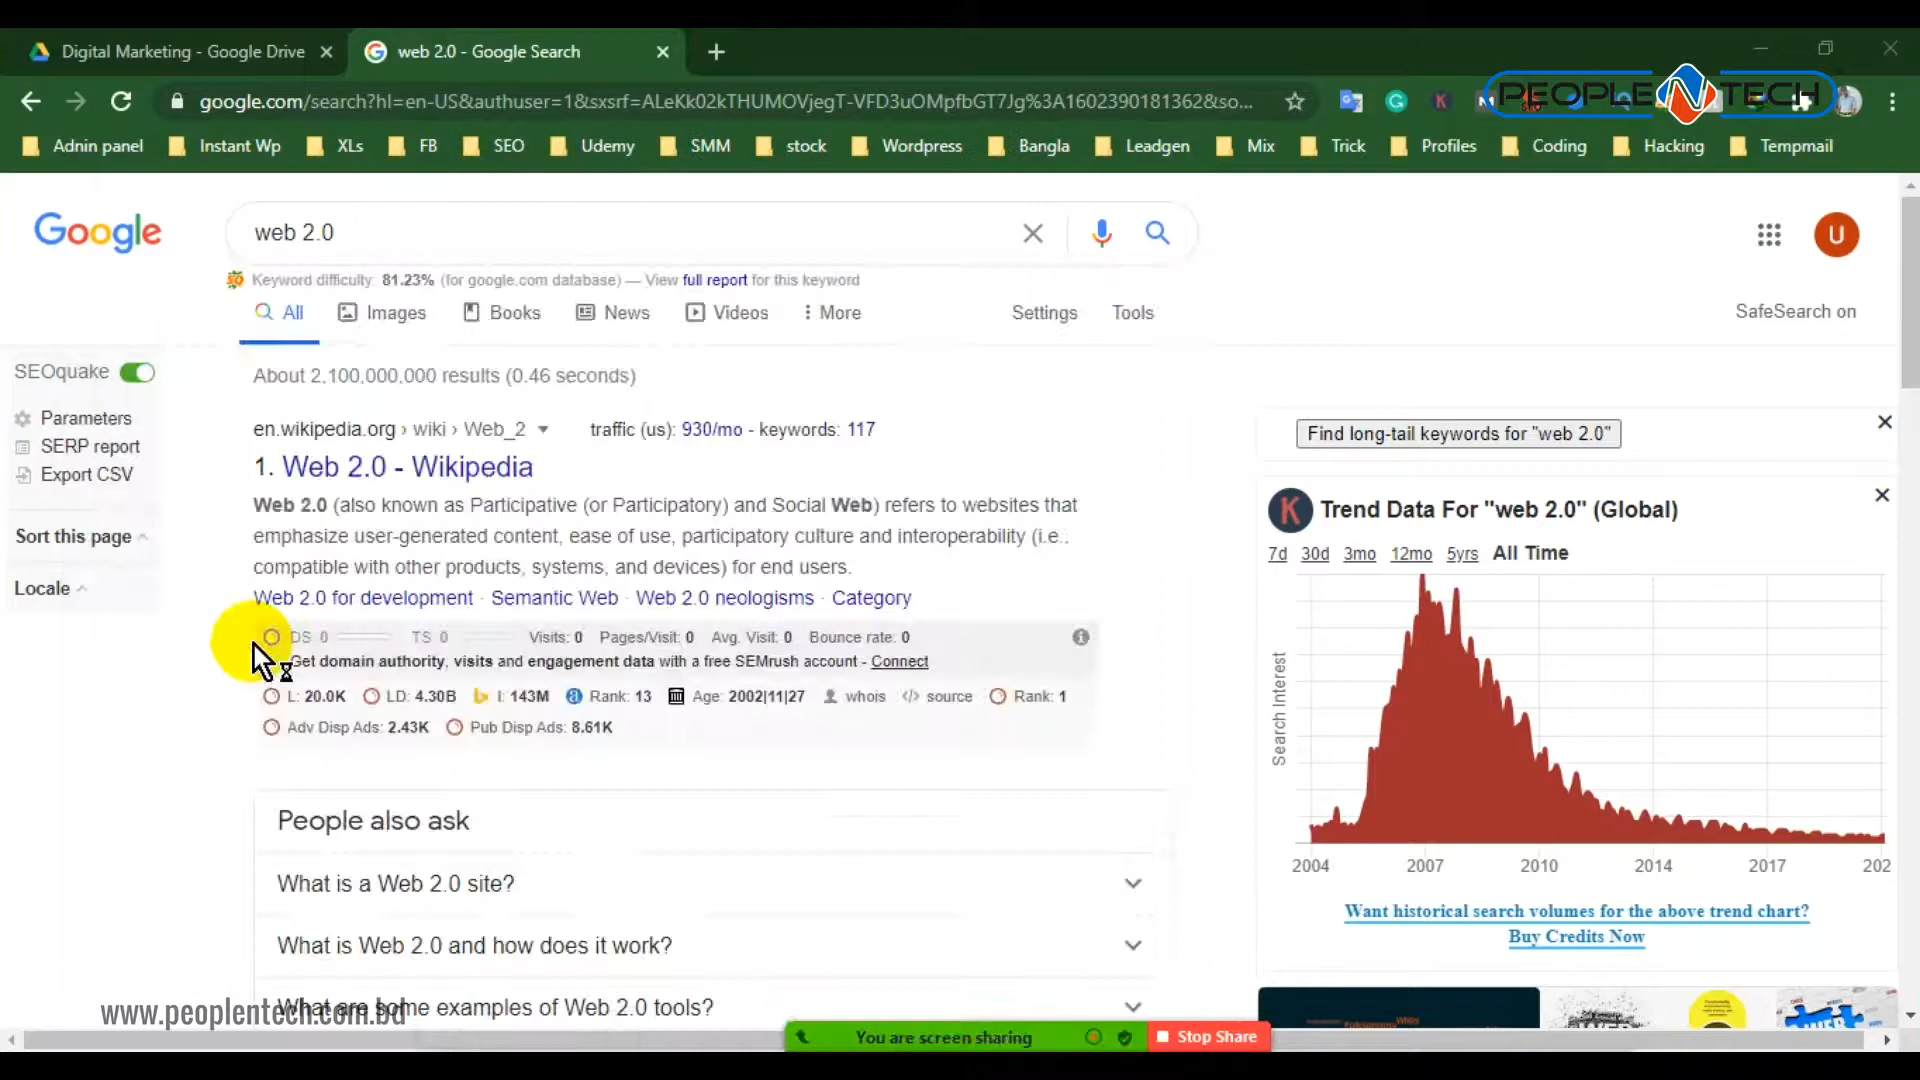 Digital Marketing - Google Drive
web 2.0 - Google Search
google.com/search?hl=en-US&authuser=1&sxsrf=ALeKk02kTHUMOVjegT-VFD3uOMpfbGT7Jg%3A1602390181362&so...
PEOPLE N TECH
Admin panel Instant Wp XLs FB SEO Udemy SMM stock Wordpress Bangla Leadgen Mix Trick Profiles Coding Hacking Tempmail
Google
web 2.0
U
Keyword difficulty: 81.23% (for google.com database) — View full report for this keyword
All Images Books News Videos More Settings Tools
SafeSearch on
SEOquake
Parameters
SERP report
Export CSV
Sort this page
Locale
About 2,100,000,000 results (0.46 seconds)
en.wikipedia.org › wiki › Web_2 traffic (us): 930/mo - keywords: 117
1. Web 2.0 - Wikipedia
Web 2.0 (also known as Participative (or Participatory) and Social Web) refers to websites that
emphasize user-generated content, ease of use, participatory culture and interoperability (i.e.,
compatible with other products, systems, and devices) for end users.
Web 2.0 for development · Semantic Web · Web 2.0 neologisms · Category
DS 0 TS 0 Visits: 0 Pages/Visit: 0 Avg. Visit: 0 Bounce rate: 0
Get domain authority, visits and engagement data with a free SEMrush account - Connect
L: 20.0K LD: 4.30B I: 143M Rank: 13 Age: 2002|11|27 whois source Rank: 1
Adv Disp Ads: 2.43K Pub Disp Ads: 8.61K
People also ask
What is a Web 2.0 site?
What is Web 2.0 and how does it work?
What are some examples of Web 2.0 tools?
Find long-tail keywords for "web 2.0"
K
Trend Data For "web 2.0" (Global)
7d 30d 3mo 12mo 5yrs All Time
Search Interest
2004 2007 2010 2014 2017 202
Want historical search volumes for the above trend chart?
Buy Credits Now
www.peoplentech.com.bd
You are screen sharing
Stop Share